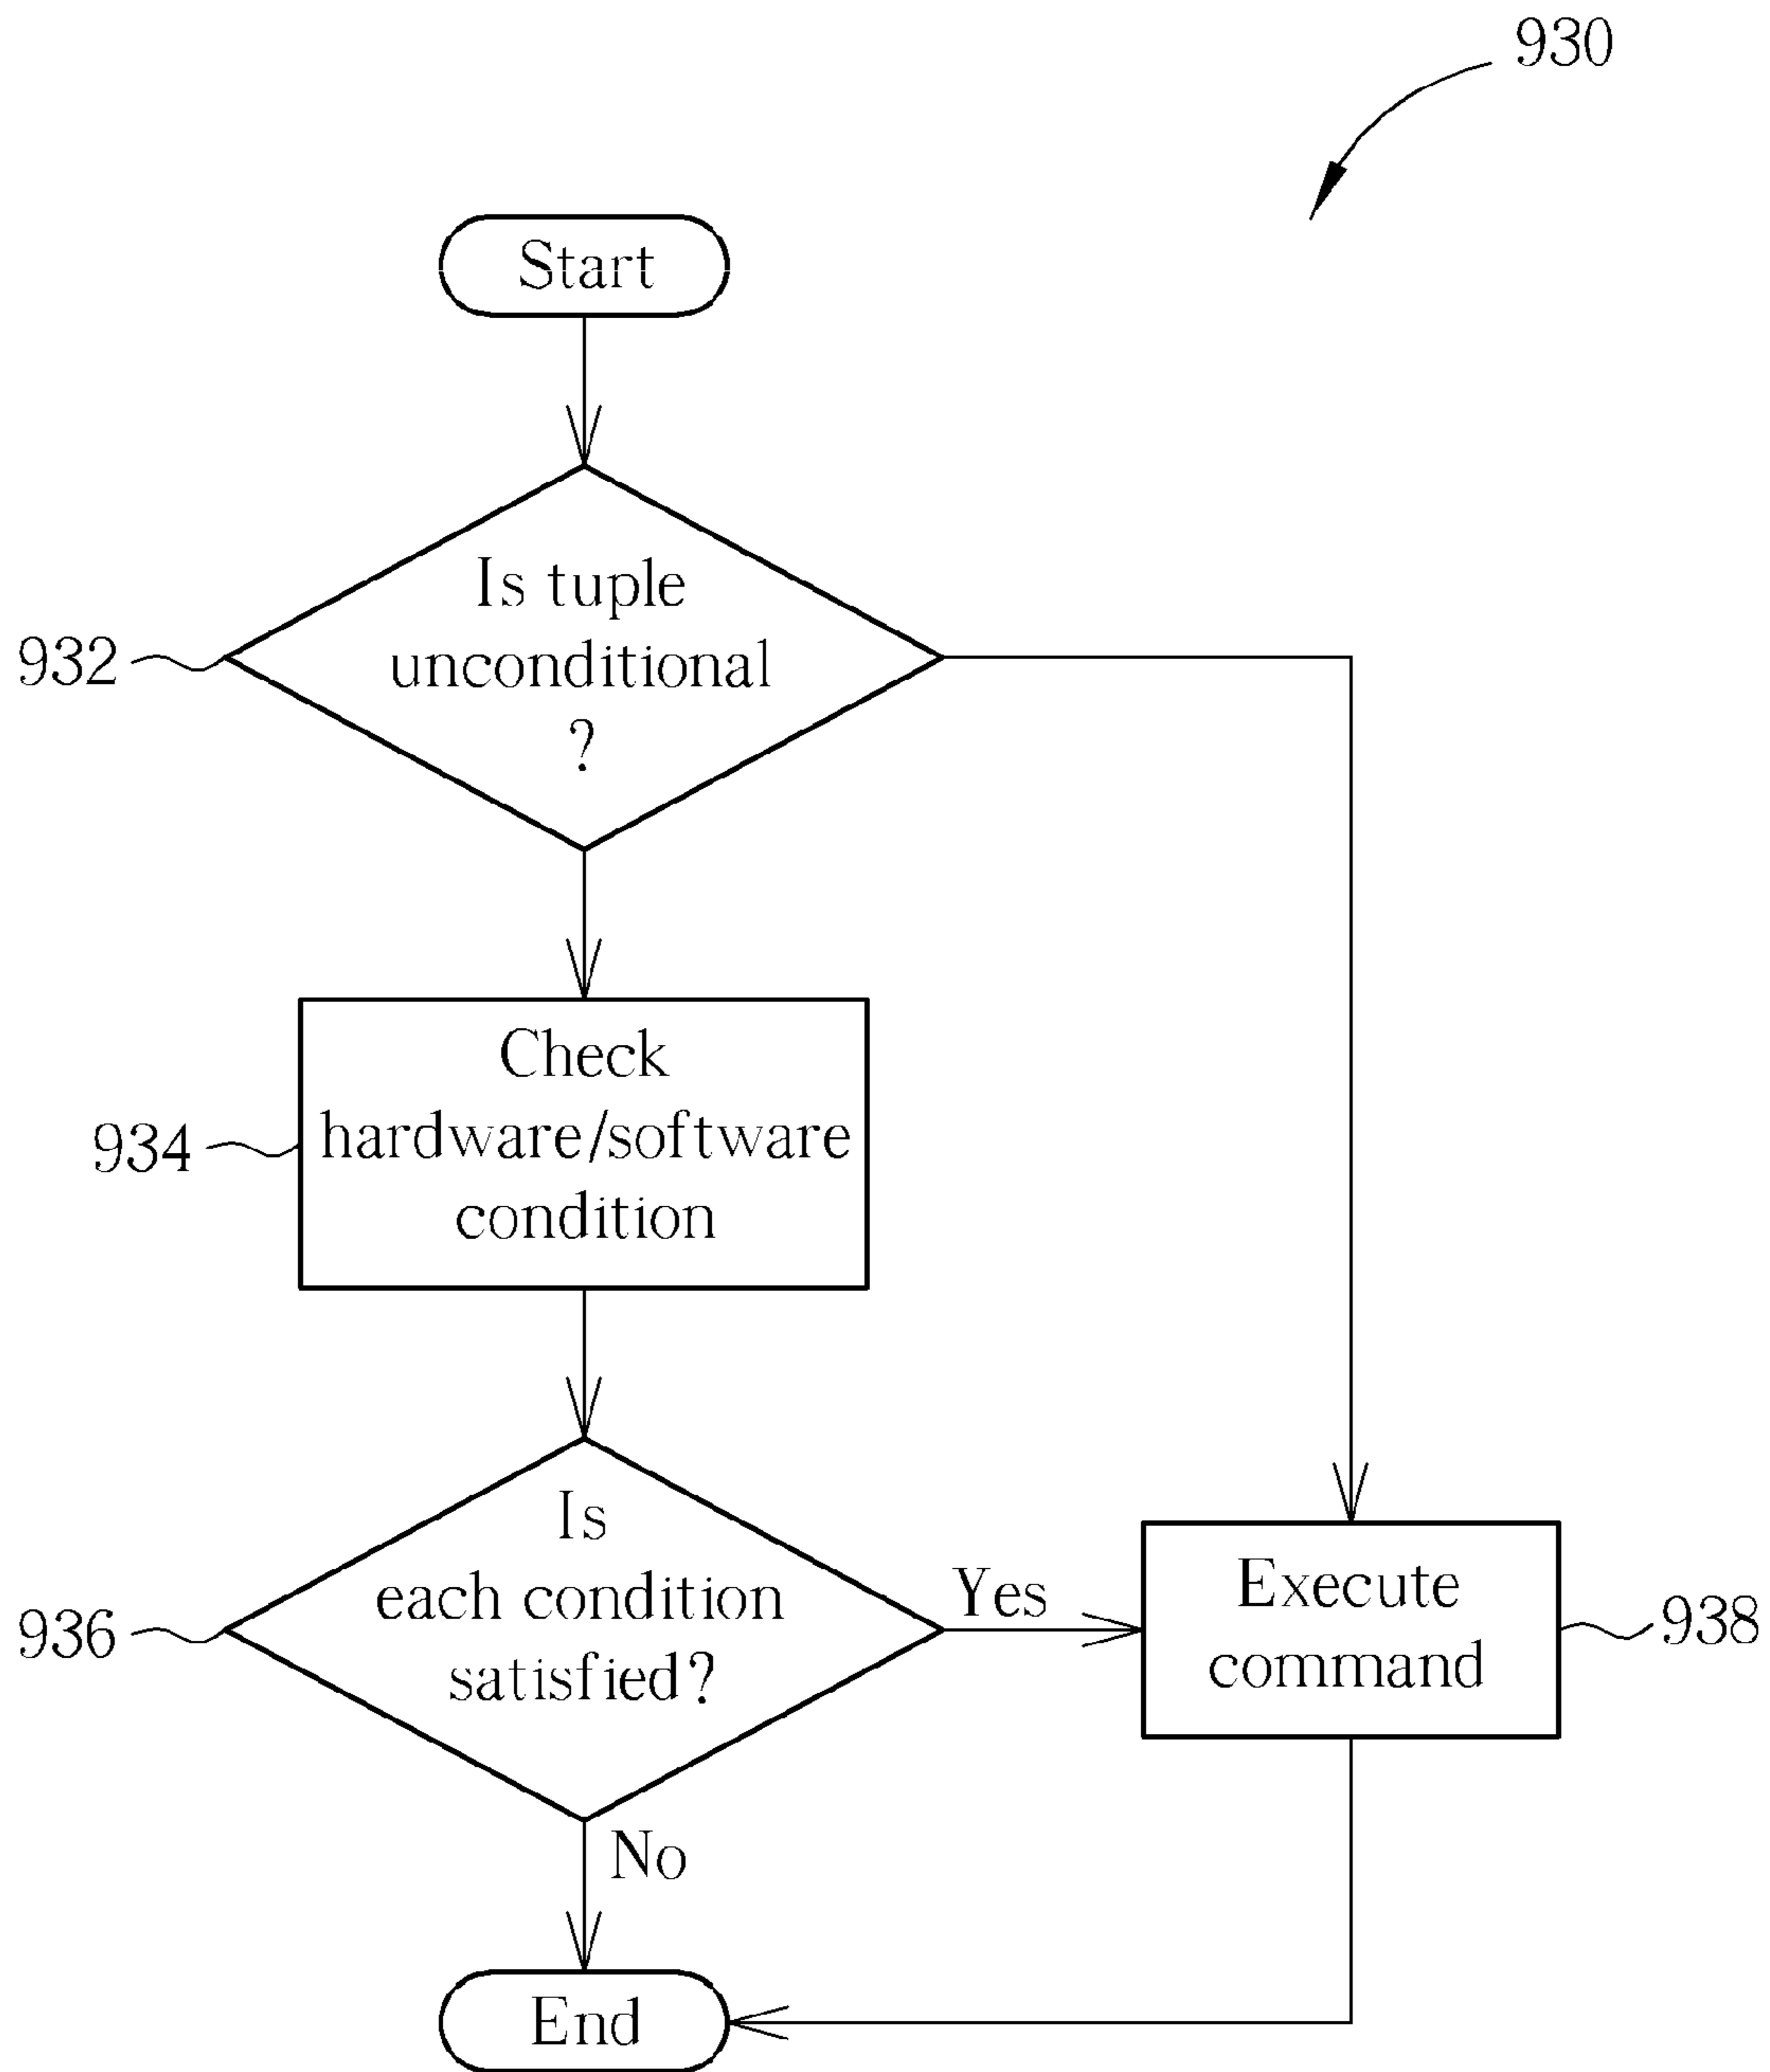 930
Start
Is tuple
unconditional
?
932
Check
hardware/software
condition
934
Is
each condition
satisfied?
936
Yes
Execute
command
938
No
End